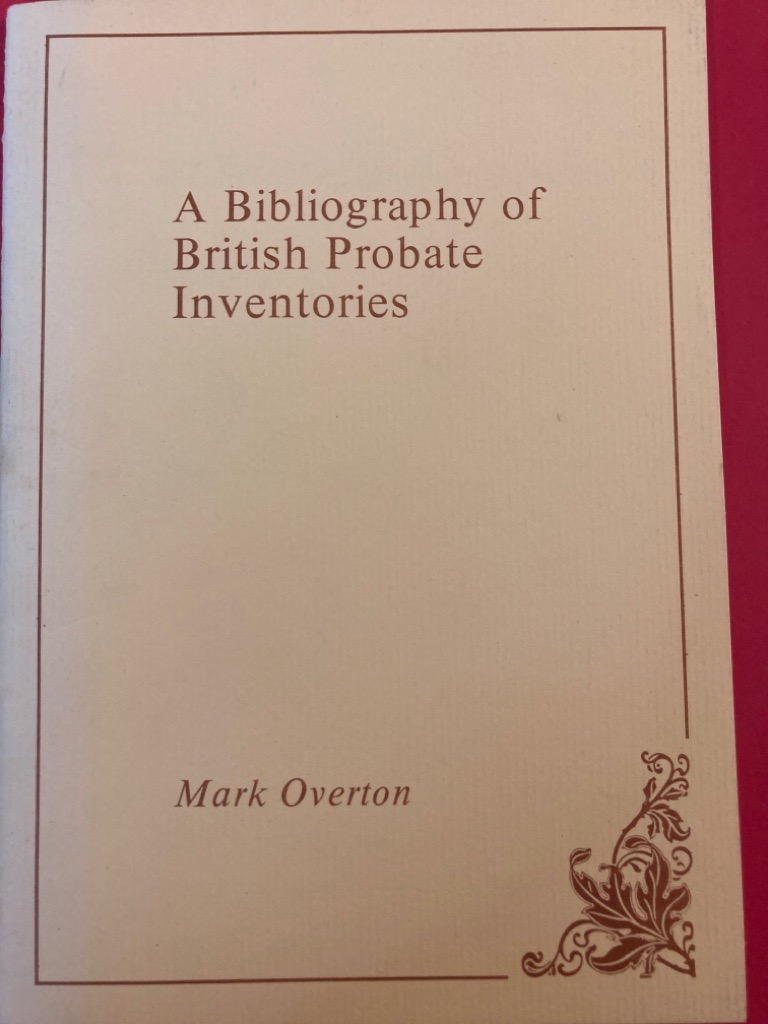 A Bibliography of
British Probate
Inventories
Mark Overton